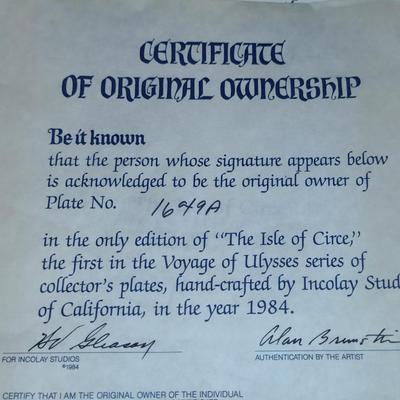 CERTIFICATE
OF ORIGINAL OWNERSHIP
Be it known
that the person whose signature appears below
is acknowledged to be the original owner of
Plate No. 1649A
in the only edition of "The Isle of Circe,"
the first in the Voyage of Ulysses series of
collector's plates, hand-crafted by Incolay Stud
of California, in the year 1984.
Gleason
Alan Brunettin
FOR INCOLAY STUDIOS
AUTHENTICATION BY THE ARTIST
©1984
CERTIFY THAT I AM THE ORIGINAL OWNER OF THE INDIVIDUAL